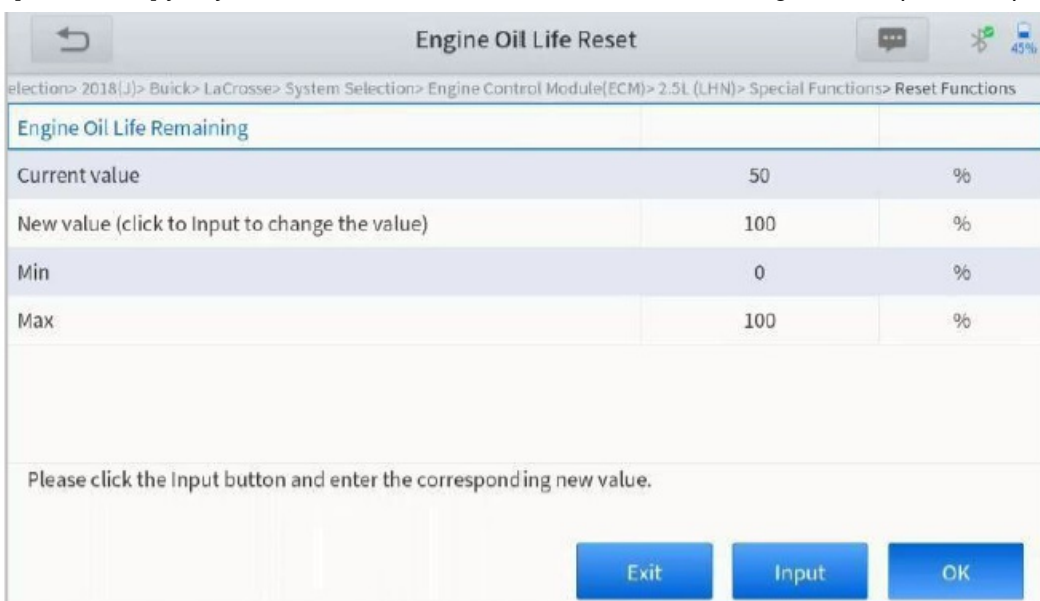 Engine Oil Life Reset
45%
election> 2018(J)> Buick> LaCrosse> System Selection> Engine Control Module(ECM)> 2.5L (LHN)> Special Functions> Reset Functions
Engine Oil Life Remaining
Current value 50 %
New value (click to Input to change the value) 100 %
Min 0 %
Max 100 %
Please click the Input button and enter the corresponding new value.
Exit Input OK